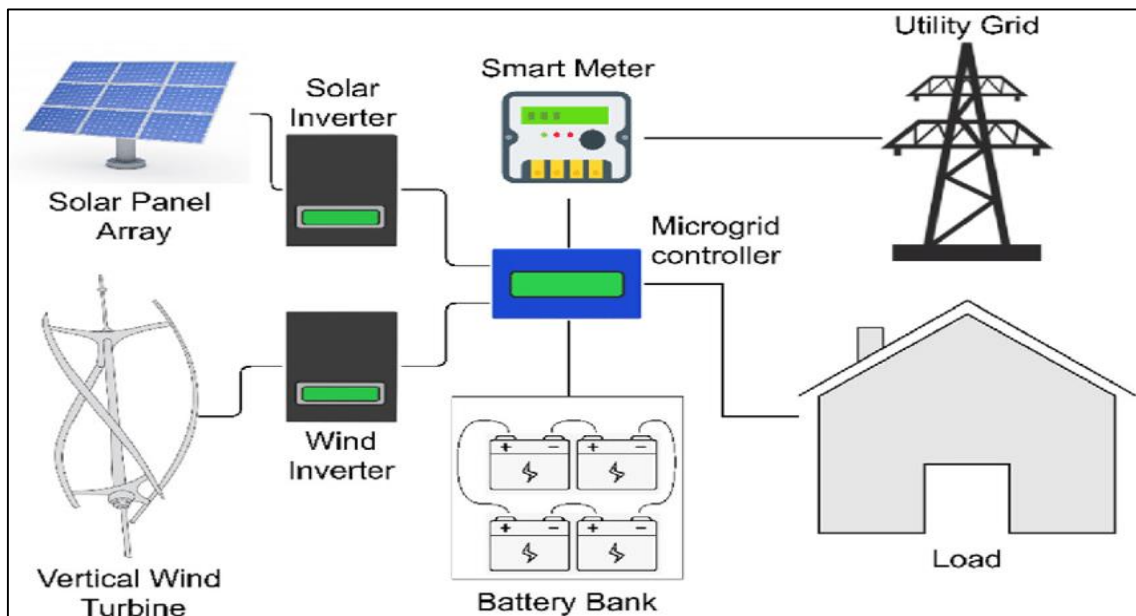 Utility Grid
Smart Meter
Solar
Inverter
Solar Panel
Array
Microgrid
controller
Wind
Inverter
+ − + −
+ − + −
Vertical Wind
Turbine
Battery Bank
Load